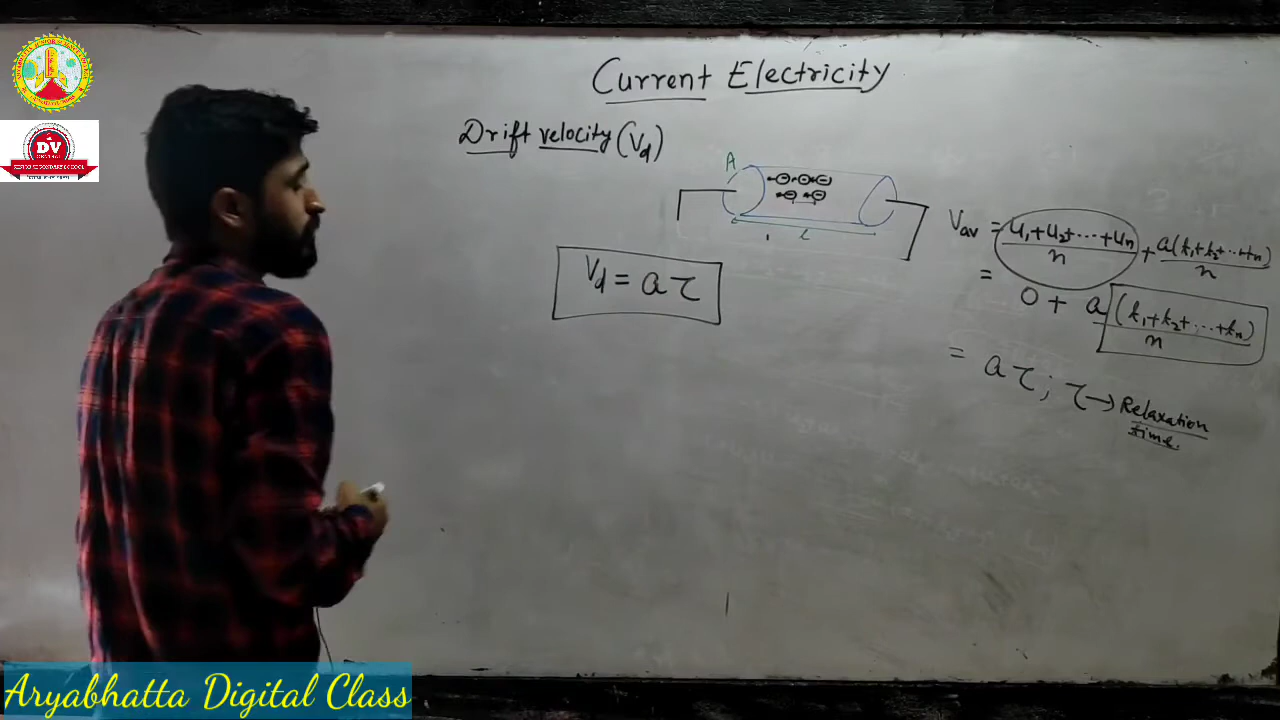 Current Electricity
Drift velocity (Vd)
A
l
Vav = u1+u2+...+un/n + a(t1+t2+...+tn)/n
= 0 + a (t1+t2+...+tn)/n
= aτ ; τ → Relaxation
time.
Vd = aτ
DV
Aryabhatta Digital Class